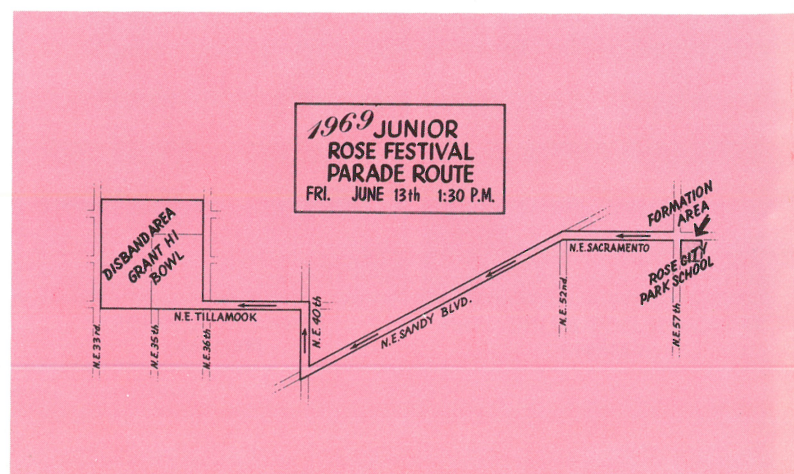 1969 JUNIOR
ROSE FESTIVAL
PARADE ROUTE
FRI. JUNE 13th 1:30 P.M.
FORMATION
AREA
ROSE CITY
PARK SCHOOL
N.E. SACRAMENTO
N.E. 57th
N.E. 52nd.
N.E. SANDY BLVD.
N.E. 40th
N.E. TILLAMOOK
DISBAND AREA
GRANT HI
BOWL
N.E. 33rd.
N.E. 35th
N.E. 36th